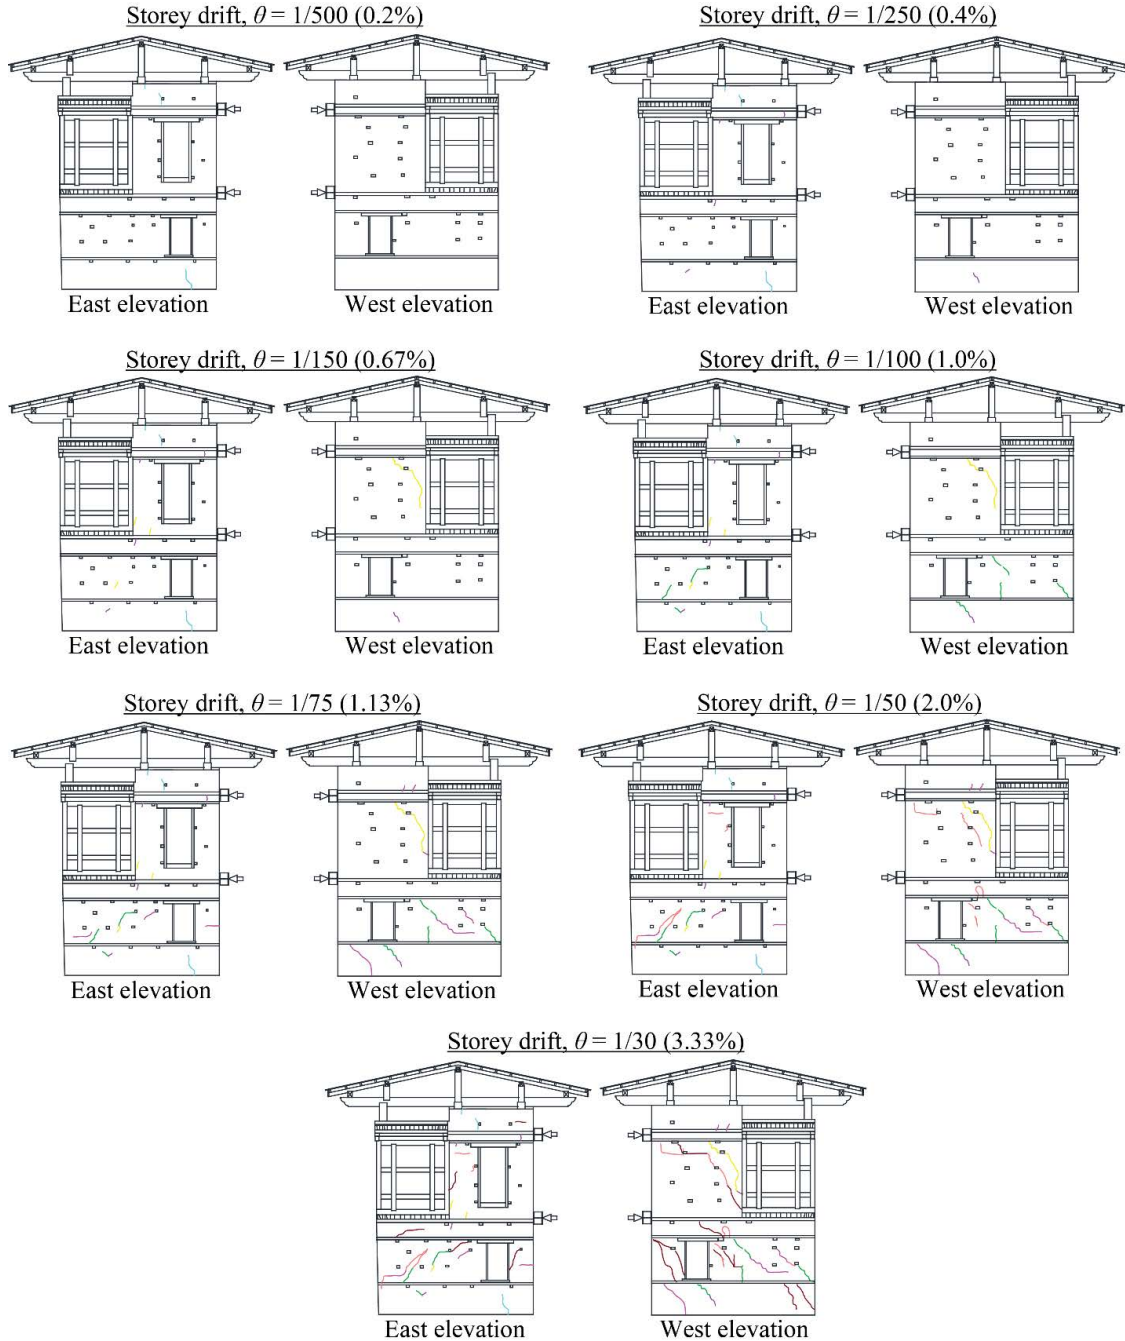 Storey drift, θ = 1/500 (0.2%)
Storey drift, θ = 1/250 (0.4%)
East elevation
West elevation
East elevation
West elevation
Storey drift, θ = 1/150 (0.67%)
Storey drift, θ = 1/100 (1.0%)
East elevation
West elevation
East elevation
West elevation
Storey drift, θ = 1/75 (1.13%)
Storey drift, θ = 1/50 (2.0%)
East elevation
West elevation
East elevation
West elevation
Storey drift, θ = 1/30 (3.33%)
East elevation
West elevation